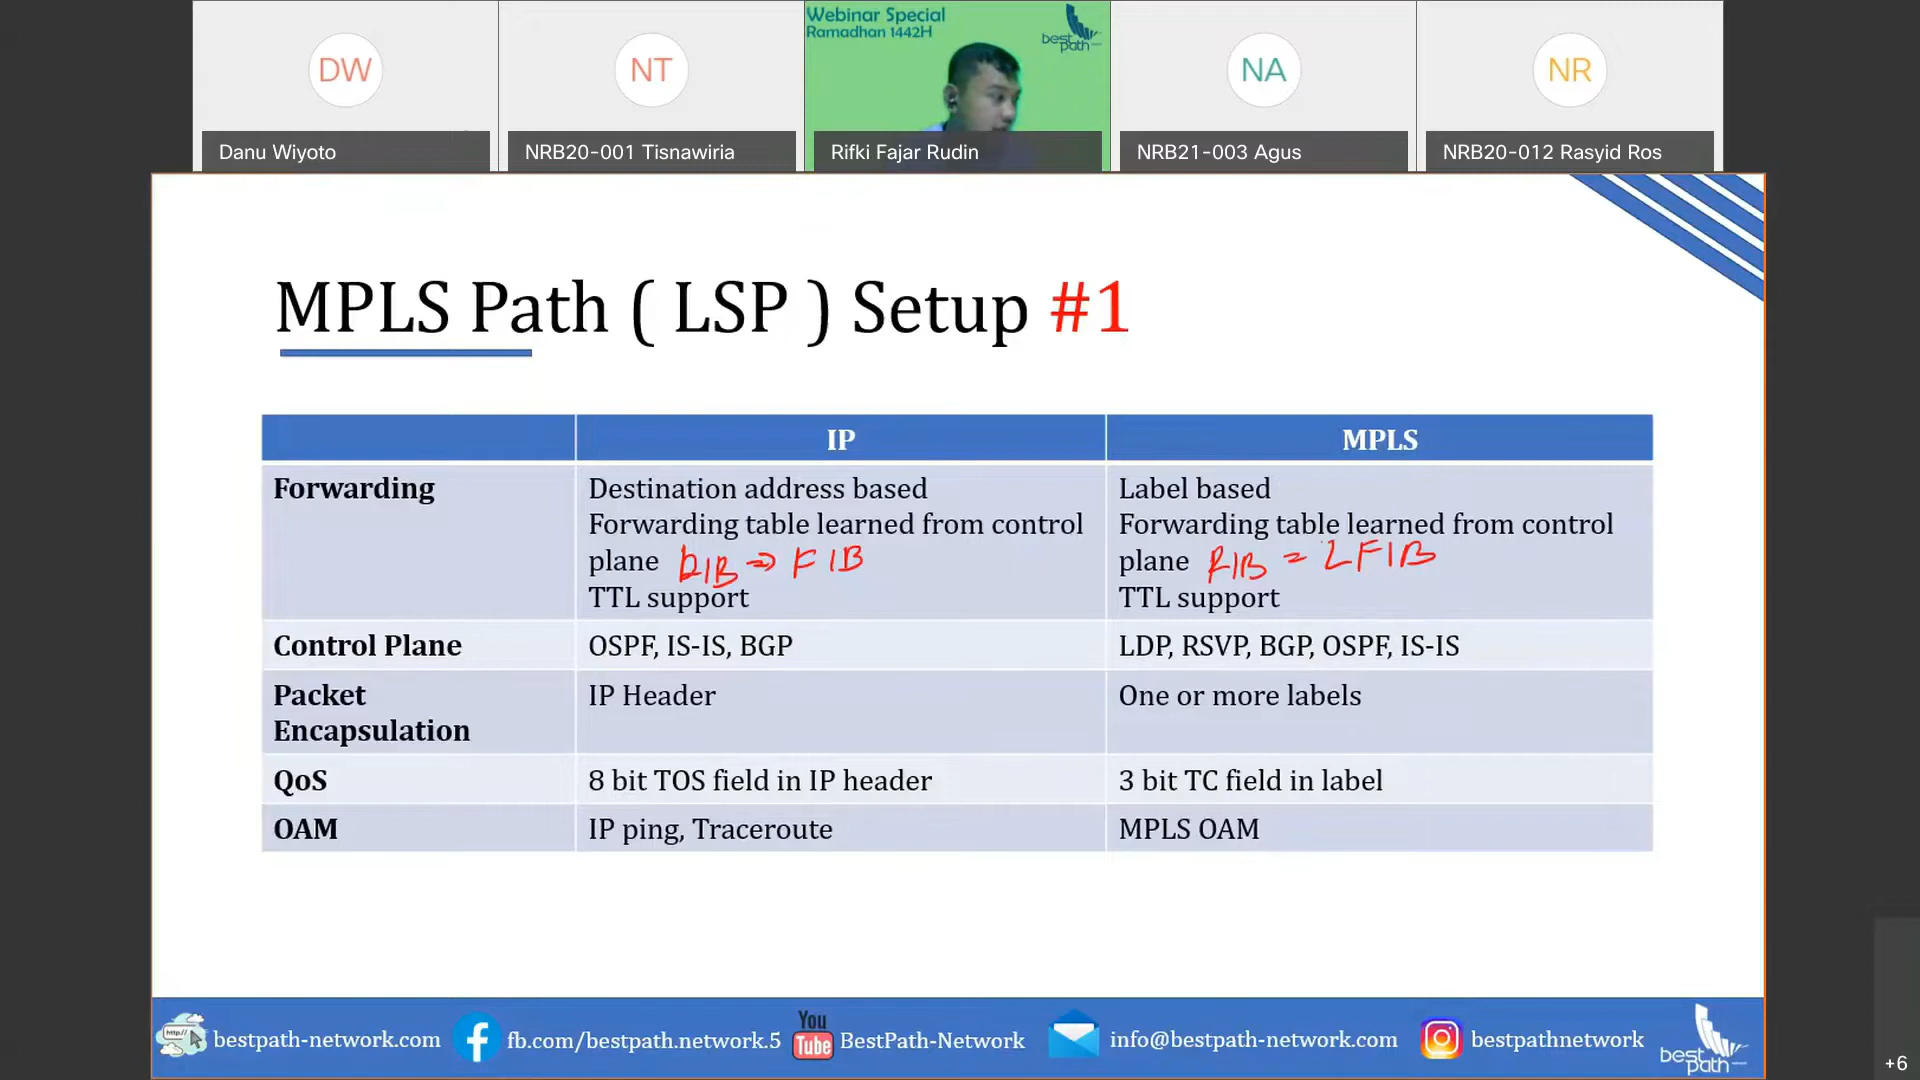 Webinar Special
Ramadhan 1442H
best
path
DW
NT
NA
NR
Danu Wiyoto
NRB20-001 Tisnawiria
Rifki Fajar Rudin
NRB21-003 Agus
NRB20-012 Rasyid Ros
MPLS Path ( LSP ) Setup #1
IP
MPLS
Forwarding
Destination address based
Forwarding table learned from control
plane RIB => FIB
TTL support
Label based
Forwarding table learned from control
plane RIB = LFIB
TTL support
Control Plane
OSPF, IS-IS, BGP
LDP, RSVP, BGP, OSPF, IS-IS
Packet
Encapsulation
IP Header
One or more labels
QoS
8 bit TOS field in IP header
3 bit TC field in label
OAM
IP ping, Traceroute
MPLS OAM
http://
bestpath-network.com
fb.com/bestpath.network.5
You
Tube
BestPath-Network
info@bestpath-network.com
bestpathnetwork
best
path
+6